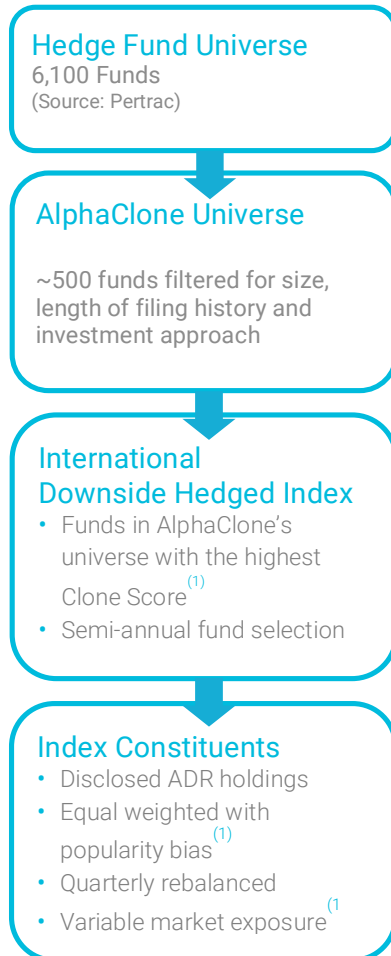 Hedge Fund Universe
6,100 Funds
(Source: Pertrac)
AlphaClone Universe
~500 funds filtered for size,
length of filing history and
investment approach
International
Downside Hedged Index
• Funds in AlphaClone's
universe with the highest
Clone Score(1)
• Semi-annual fund selection
Index Constituents
• Disclosed ADR holdings
• Equal weighted with
popularity bias(1)
• Quarterly rebalanced
• Variable market exposure(1